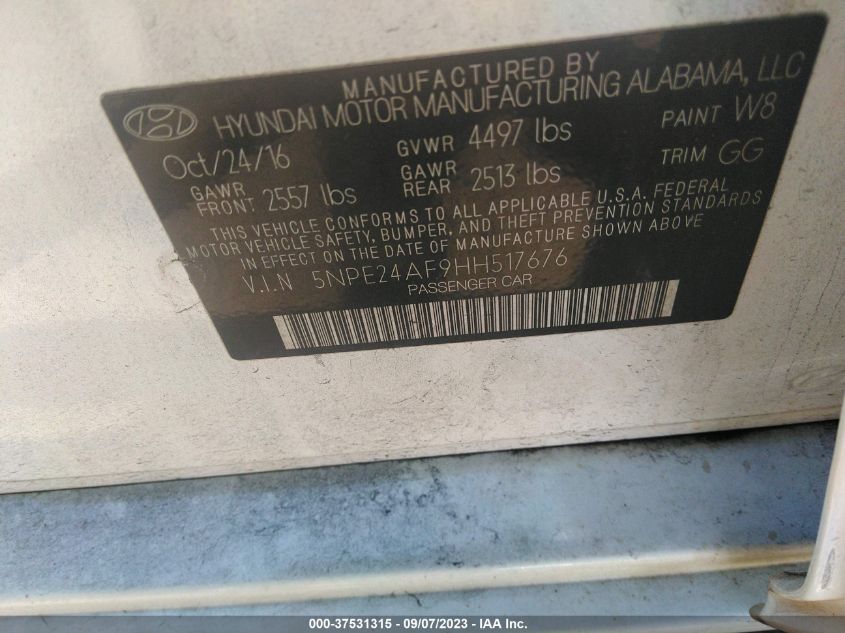 MANUFACTURED BY
HYUNDAI MOTOR MANUFACTURING ALABAMA, LLC
Oct/24/16 GVWR 4497 lbs PAINT W8
GAWR FRONT 2557 lbs GAWR REAR 2513 lbs TRIM GG
THIS VEHICLE CONFORMS TO ALL APPLICABLE U.S.A. FEDERAL
MOTOR VEHICLE SAFETY, BUMPER, AND THEFT PREVENTION STANDARDS
IN EFFECT ON THE DATE OF MANUFACTURE SHOWN ABOVE
V.I.N 5NPE24AF9HH517676
PASSENGER CAR
000-37531315 - 09/07/2023 - IAA Inc.